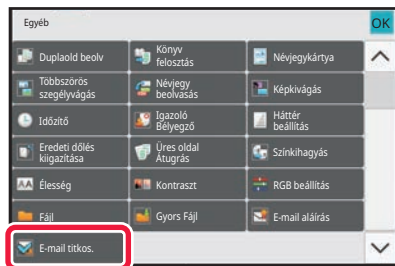 Egyéb
OK
Duplaold beolv
Könyv
felosztás
Névjegykártya
Többszörös
szegélyvágás
Névjegy
beolvasás
Képkivágás
Időzítő
Igazoló
Bélyegző
Háttér
beállítás
Eredeti dőlés
kiigazítása
Üres oldal
Átugrás
Színkihagyás
AA Élesség
Kontraszt
RGB beállítás
Fájl
Gyors Fájl
E-mail aláírás
E-mail titkos.